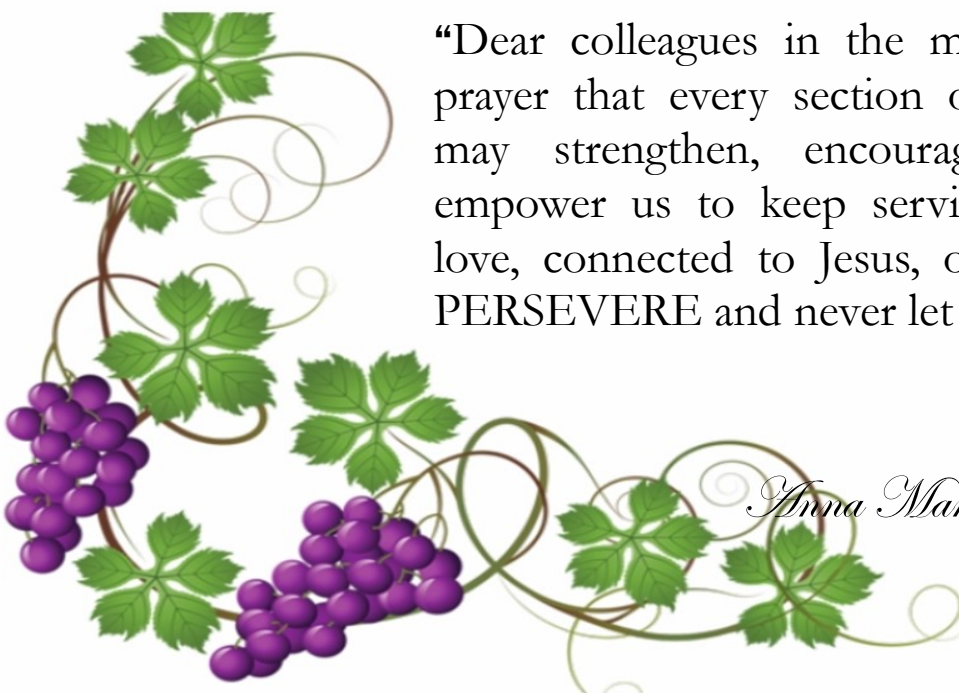 “Dear colleagues in the m
prayer that every section o
may strengthen, encourag
empower us to keep servi
love, connected to Jesus, o
PERSEVERE and never let
Anna Mar